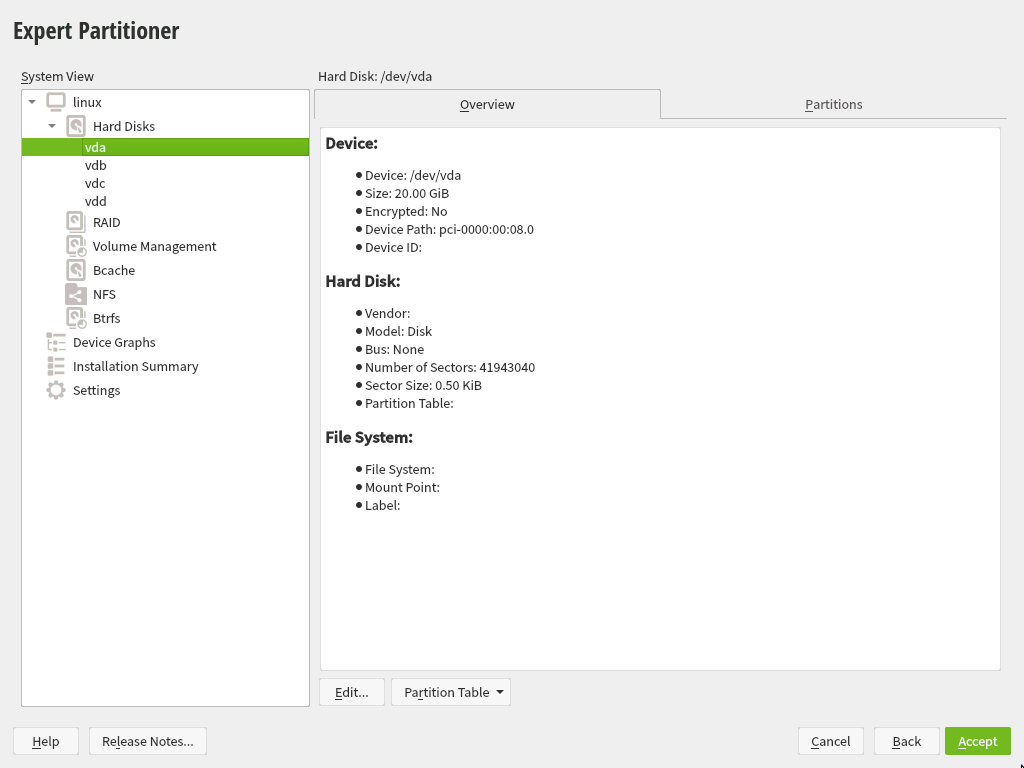 Expert Partitioner
System View
linux
Hard Disks
vda
vdb
vdc
vdd
RAID
Volume Management
Bcache
NFS
Btrfs
Device Graphs
Installation Summary
Settings
Hard Disk: /dev/vda
Overview
Partitions
Device:
Device: /dev/vda
Size: 20.00 GiB
Encrypted: No
Device Path: pci-0000:00:08.0
Device ID:
Hard Disk:
Vendor:
Model: Disk
Bus: None
Number of Sectors: 41943040
Sector Size: 0.50 KiB
Partition Table:
File System:
File System:
Mount Point:
Label:
Edit...
Partition Table
Help
Release Notes...
Cancel
Back
Accept